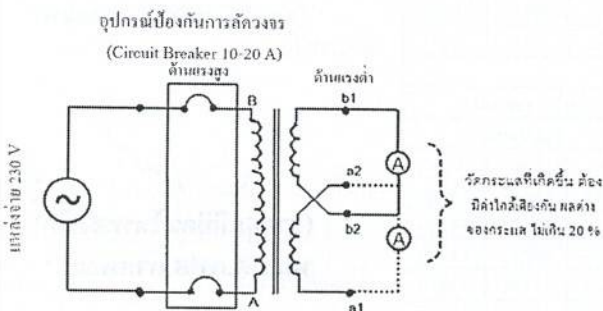 อุปกรณ์ป้องกันการลัดวงจร
(Circuit Breaker 10-20 A)
ด้านแรงสูง
ด้านแรงต่ำ
แหล่งจ่าย 230 V
B
A
b1
a2
b2
a1
A
A
วัดกระแสที่เกิดขึ้น ต้อง
มีค่าใกล้เคียงกัน ผลต่าง
ของกระแส ไม่เกิน 20 %